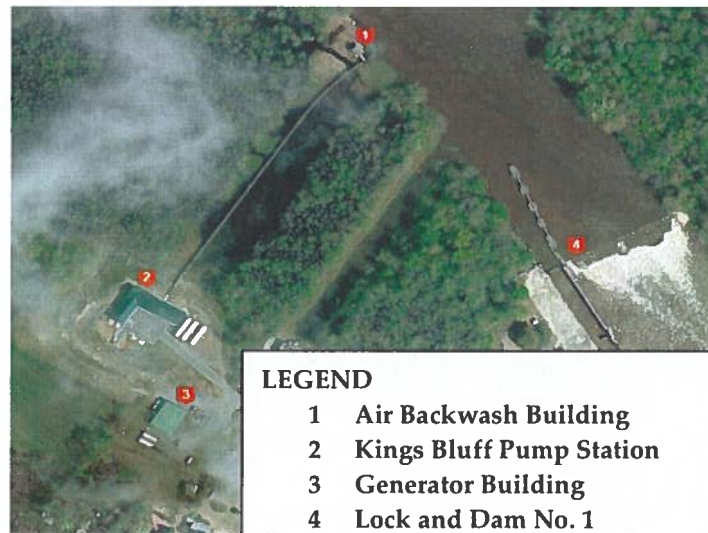 1
4
2
3
LEGEND
1 Air Backwash Building
2 Kings Bluff Pump Station
3 Generator Building
4 Lock and Dam No. 1